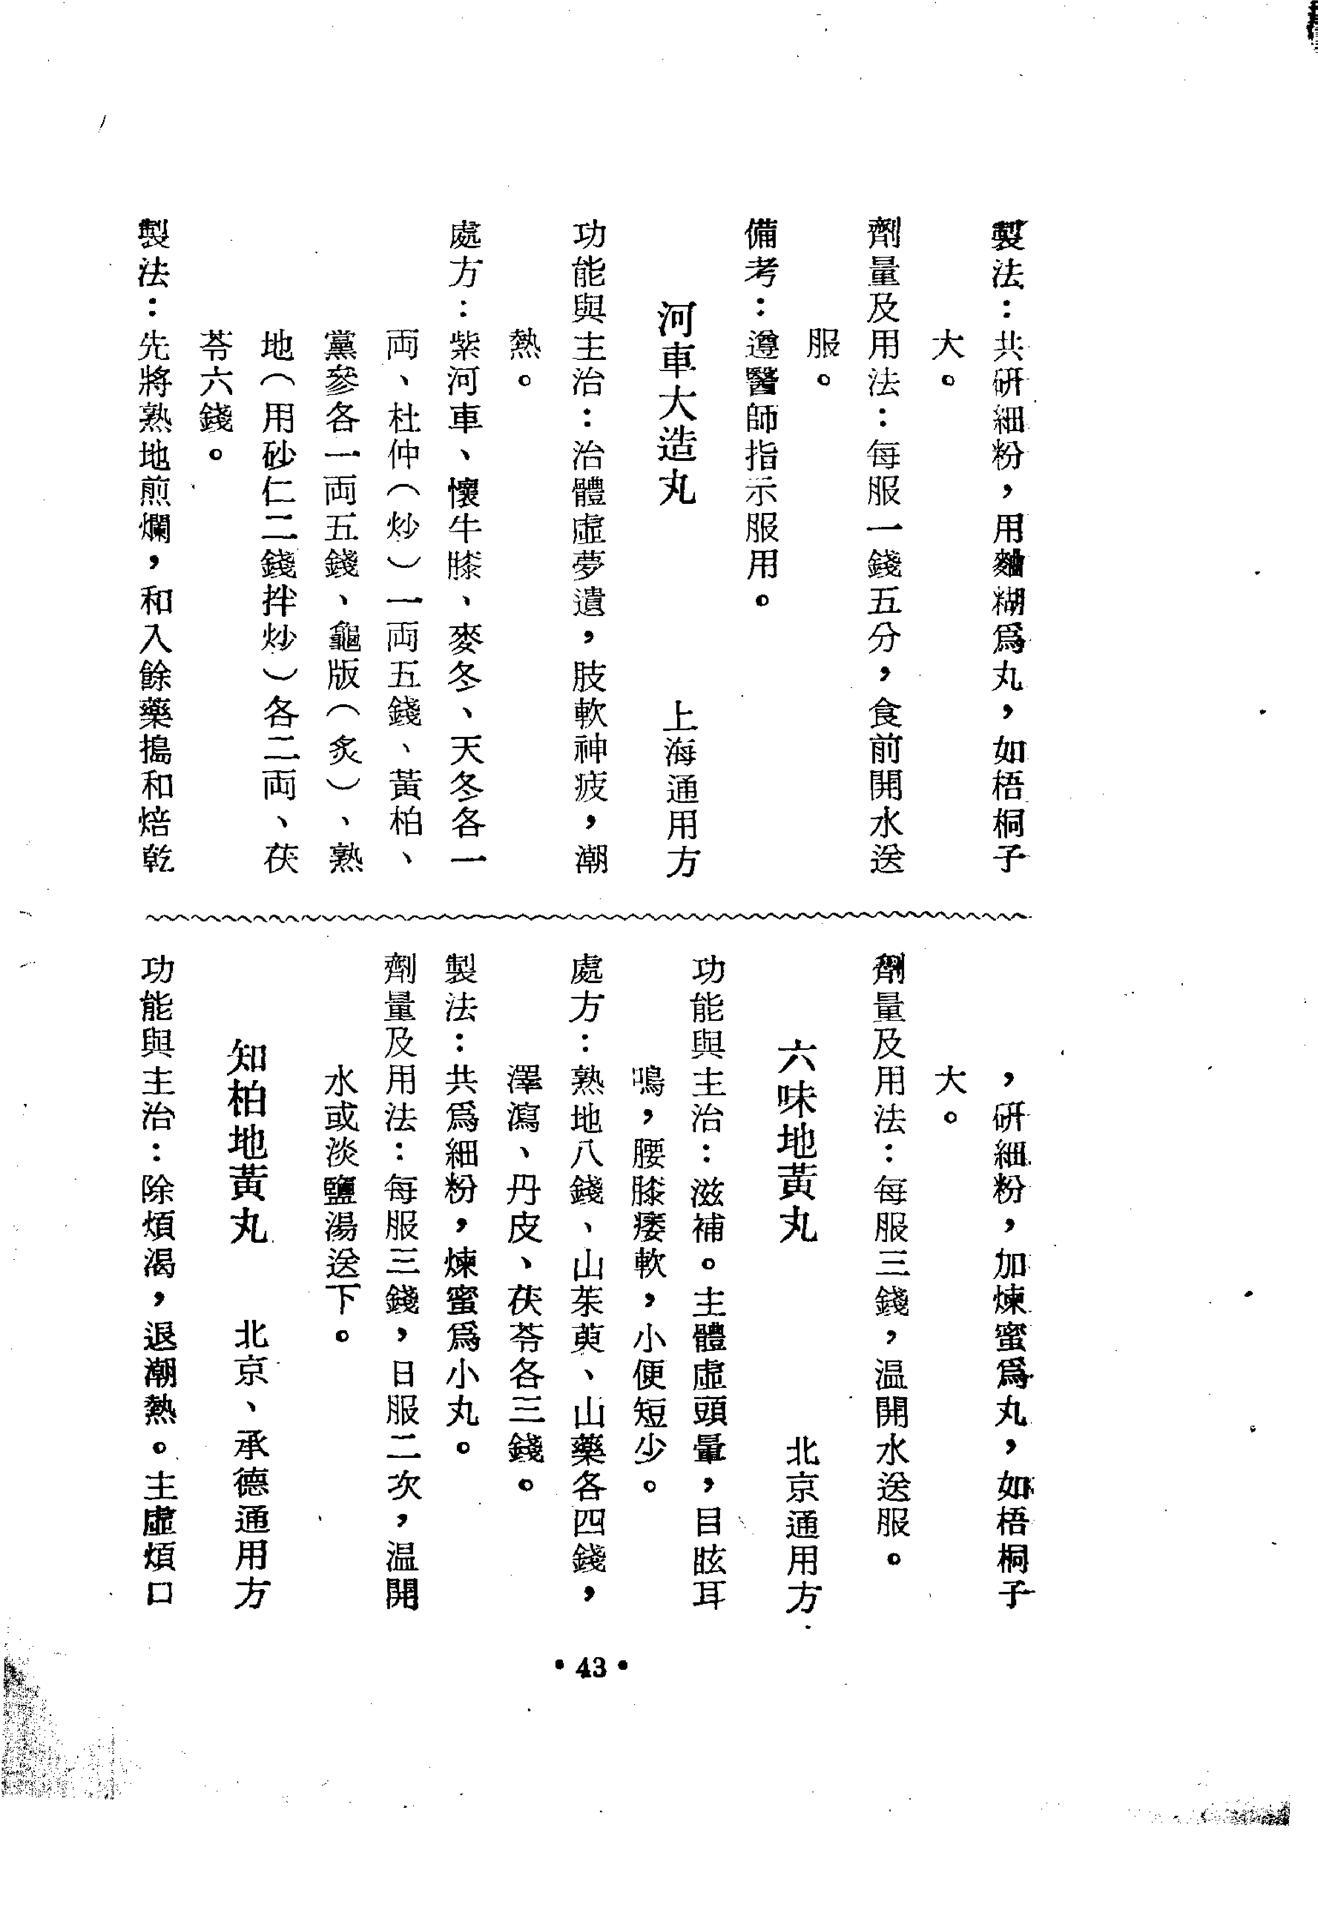 製法：共研細粉，用麯糊爲丸，如梧桐子
大。
劑量及用法：每服一錢五分，食前開水送
服。
備考：遵醫師指示服用。
河車大造丸　上海通用方
功能與主治：治體虛夢遺，肢軟神疲，潮
熱。
處方：紫河車、懷牛膝、麥冬、天冬各一
両、杜仲（炒）一両五錢、黃柏、
黨參各一両五錢、龜版（炙）、熟
地（用砂仁二錢拌炒）各二両、茯
苓六錢。
製法：先將熟地煎爛，和入餘藥搗和焙乾
，研細粉，加煉蜜爲丸，如梧桐子
大。
劑量及用法：每服三錢，溫開水送服。
六味地黃丸　北京通用方
功能與主治：滋補。主體虛頭暈，目眩耳
鳴，腰膝痿軟，小便短少。
處方：熟地八錢、山茱萸、山藥各四錢，
澤瀉、丹皮、茯苓各三錢。
製法：共爲細粉，煉蜜爲小丸。
劑量及用法：每服三錢，日服二次，溫開
水或淡鹽湯送下。
知柏地黃丸　北京、承德通用方
功能與主治：除煩渴，退潮熱。主虛煩口
• 43 •